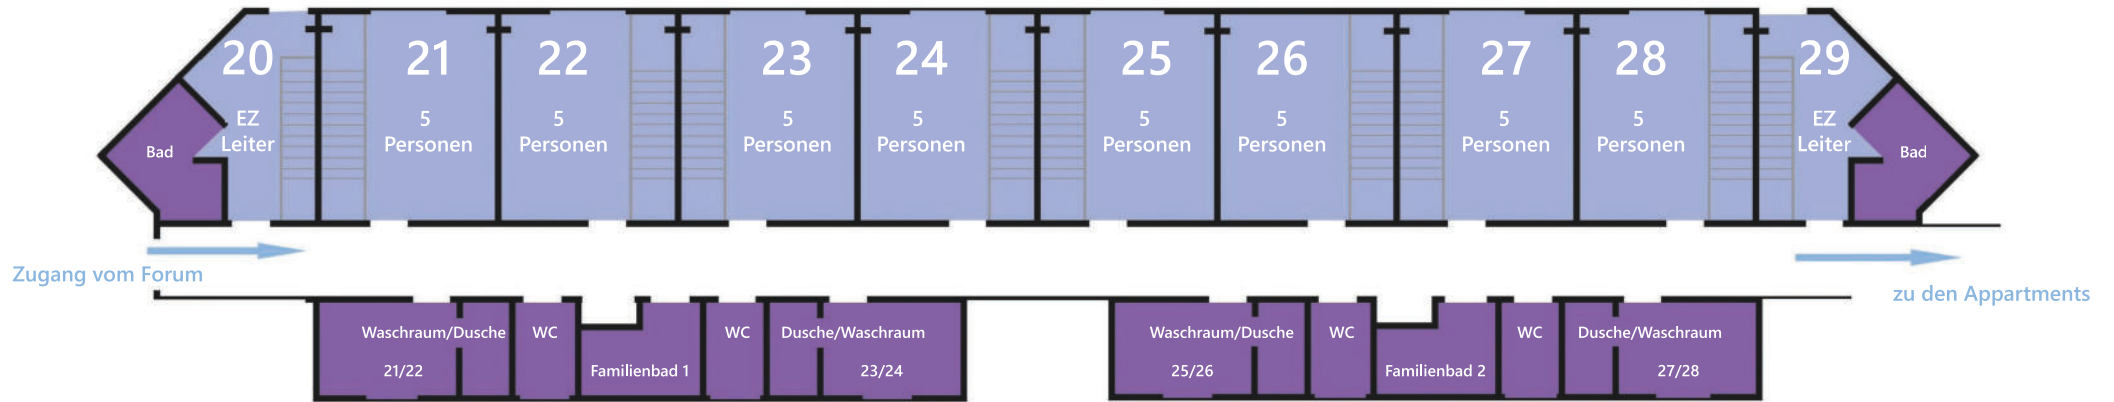 20
21
22
23
24
25
26
27
28
29
EZ
Leiter
5
Personen
5
Personen
5
Personen
5
Personen
5
Personen
5
Personen
5
Personen
5
Personen
EZ
Leiter
Bad
Bad
Zugang vom Forum
zu den Appartments
Waschraum/Dusche
21/22
WC
Familienbad 1
WC
Dusche/Waschraum
23/24
Waschraum/Dusche
25/26
WC
Familienbad 2
WC
Dusche/Waschraum
27/28